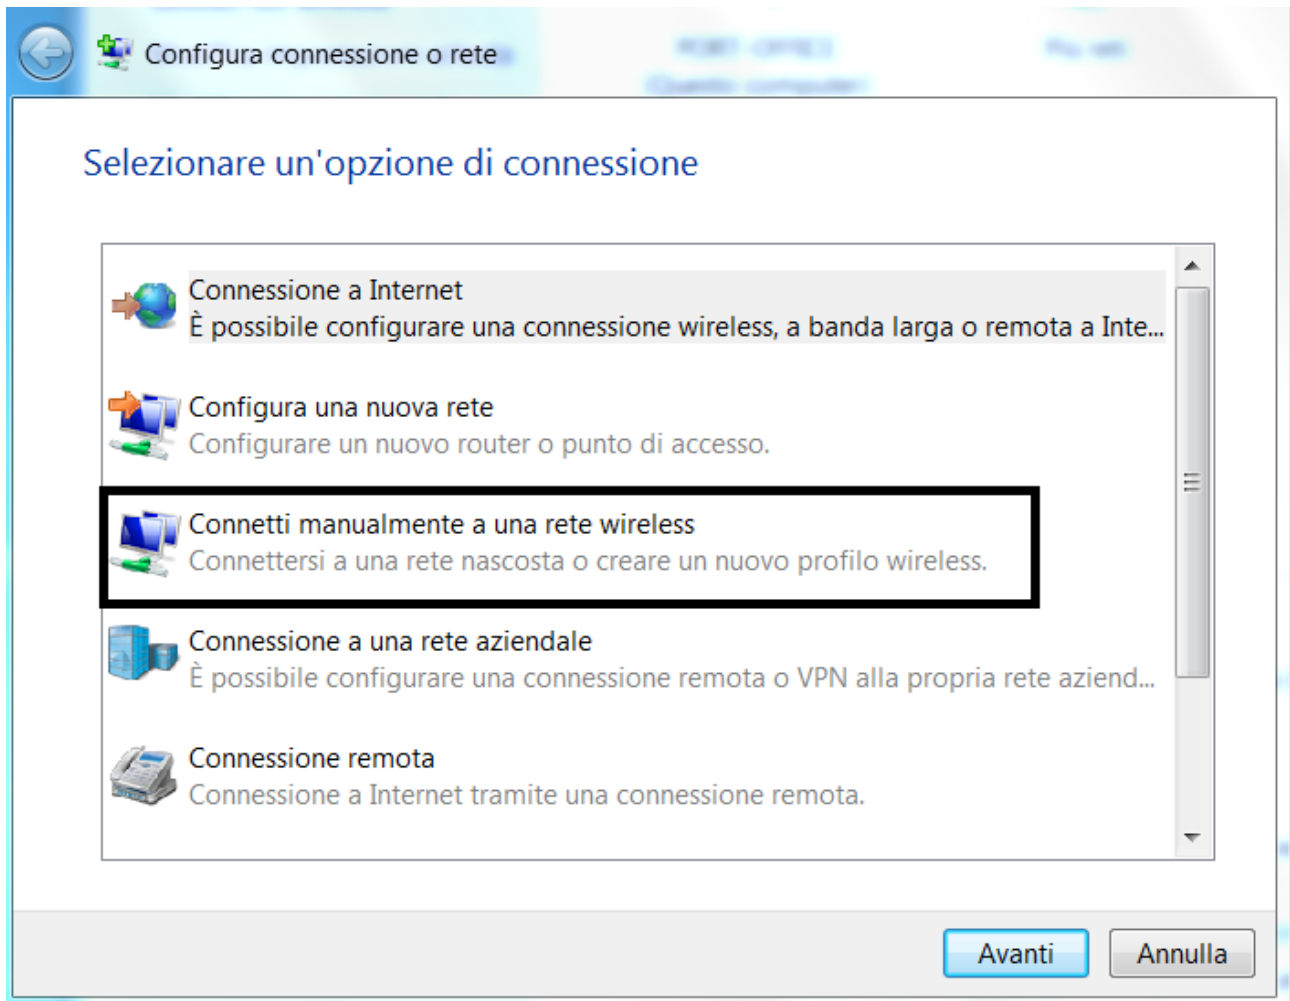 Configura connessione o rete
Selezionare un'opzione di connessione
Connessione a Internet
È possibile configurare una connessione wireless, a banda larga o remota a Inte...
Configura una nuova rete
Configurare un nuovo router o punto di accesso.
Connetti manualmente a una rete wireless
Connettersi a una rete nascosta o creare un nuovo profilo wireless.
Connessione a una rete aziendale
È possibile configurare una connessione remota o VPN alla propria rete aziend...
Connessione remota
Connessione a Internet tramite una connessione remota.
Avanti
Annulla